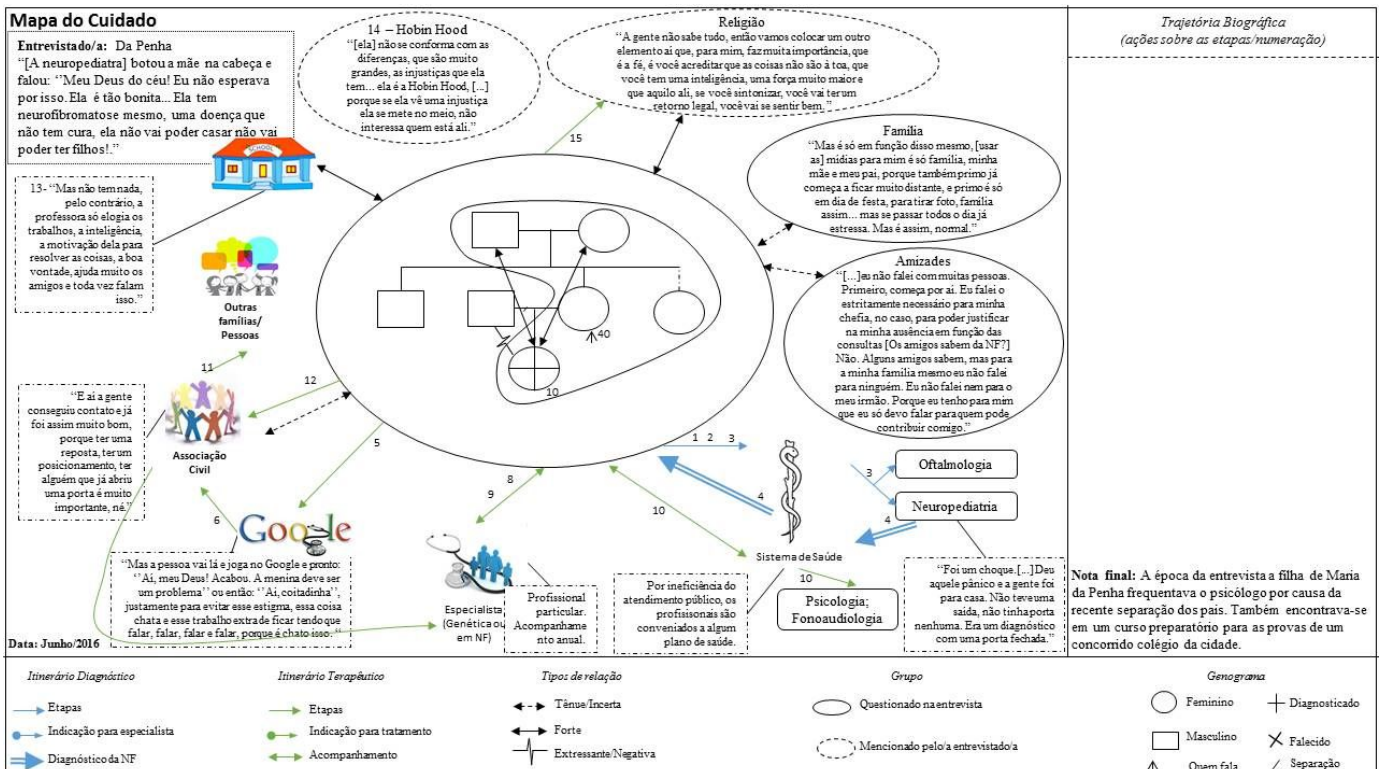 Mapa do Cuidado
Entrevistado/a: Da Penha
“[A neuropediatra] botou a mãe na cabeça e
falou: ‘‘Meu Deus do céu! Eu não esperava
por isso. Ela é tão bonita... Ela tem
neurofibromatose mesmo, uma doença que
não tem cura, ela não vai poder casar não vai
poder ter filhos!.”
14 – Hobin Hood
“[ela] não se conforma com as
diferenças, que são muito
grandes, as injustiças que ela
tem... ela é a Hobin Hood, [...]
porque se ela vê uma injustiça
ela se mete no meio, não
interessa quem está ali.”
Religião
“A gente não sabe tudo, então vamos colocar um outro
elemento aí que, para mim, faz muita importância, que
é a fé, é você acreditar que as coisas não são à toa, que
você tem uma inteligência, uma força muito maior e
que aquilo ali, se você sintonizar, você vai ter um
retorno legal, você vai se sentir bem.”
Trajetória Biográfica
(ações sobre as etapas/numeração)
15
SCHOOL
Família
“Mas é só em função disso mesmo, [usar
as] mídias para mim é só família, minha
mãe e meu pai, porque também primo já
começa a ficar muito distante, e primo é só
em dia de festa, para tirar foto, família
assim... mas se passar todos o dia já
estressa. Mas é assim, normal.”
13- “Mas não tem nada,
pelo contrário, a
professora só elogia os
trabalhos, a inteligência,
a motivação dela para
resolver as coisas, a boa
vontade, ajuda muito os
amigos e toda vez falam
isso.”
Outras
famílias/
Pessoas
Amizades
“[...]eu não falei com muitas pessoas.
Primeiro, começa por aí. Eu falei o
estritamente necessário para minha
chefia, no caso, para poder justificar
na minha ausência em função das
consultas [Os amigos sabem da NF?]
Não. Alguns amigos sabem, mas para
a minha família mesmo eu não falei
para ninguém. Eu não falei nem para o
meu irmão. Porque eu tenho para mim
que eu só devo falar para quem pode
contribuir comigo.”
40
10
11
12
“E aí a gente
conseguiu contato e já
foi assim muito bom,
porque ter uma
reposta, ter um
posicionamento, ter
alguém que já abriu
uma porta é muito
importante, né.”
Associação
Civil
5
6
Google
“Mas a pessoa vai lá e joga no Google e pronto:
‘‘Aí, meu Deus! Acabou. A menina deve ser
um problema’’ ou então: ‘‘Aí, coitadinha’’,
justamente para evitar esse estigma, essa coisa
chata e esse trabalho extra de ficar tendo que
falar, falar, falar e falar, porque é chato isso.”
8
9
Especialista
(Genética ou
em NF)
Profissional
particular.
Acompanhame
nto anual.
10
1 2 3
4
Sistema de Saúde
Por ineficiência do
atendimento público, os
profissionais são
conveniados a algum
plano de saúde.
10
Psicologia;
Fonoaudiologia
3
Oftalmologia
Neuropediatria
4
“Foi um choque.[...] Deu
aquele pânico e a gente foi
para casa. Não teve uma
saída, não tinha porta
nenhuma. Era um diagnóstico
com uma porta fechada.”
Nota final: A época da entrevista a filha de Maria
da Penha frequentava o psicólogo por causa da
recente separação dos pais. Também encontrava-se
em um curso preparatório para as provas de um
concorrido colégio da cidade.
Data: Junho/2016
Itinerário Diagnóstico
Etapas
Indicação para especialista
Diagnóstico da NF
Itinerário Terapêutico
Etapas
Indicação para tratamento
Acompanhamento
Tipos de relação
Tênue/Incerta
Forte
Extressante/Negativa
Grupo
Questionado na entrevista
Mencionado pelo/a entrevistado/a
Genograma
Feminino
Diagnosticado
Masculino
Falecido
Quem fala
Separação